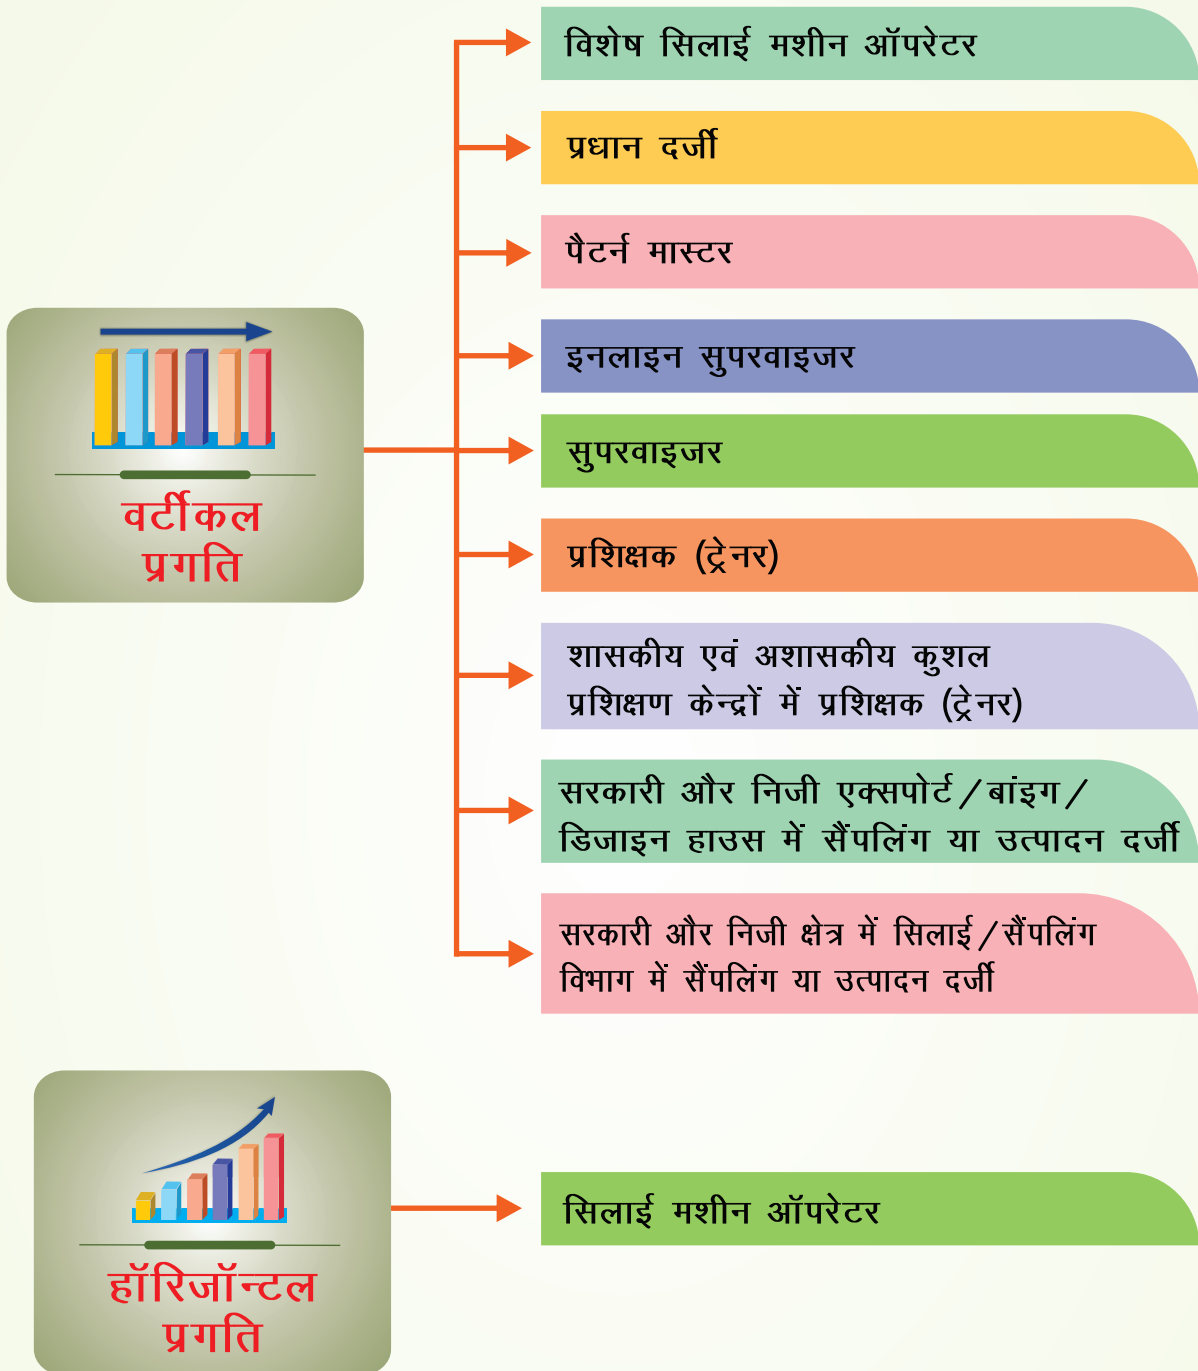 विशेष सिलाई मशीन ऑपरेटर
प्रधान दर्जी
पैटर्न मास्टर
इनलाइन सुपरवाइजर
सुपरवाइजर
प्रशिक्षक (ट्रेनर)
शासकीय एवं अशासकीय कुशल
प्रशिक्षण केन्द्रों में प्रशिक्षक (ट्रेनर)
सरकारी और निजी एक्सपोर्ट/बांइग/
डिजाइन हाउस में सैंपलिंग या उत्पादन दर्जी
सरकारी और निजी क्षेत्र में सिलाई/सैंपलिंग
विभाग में सैंपलिंग या उत्पादन दर्जी
वर्टीकल
प्रगति
सिलाई मशीन ऑपरेटर
हॉरिजॉन्टल
प्रगति